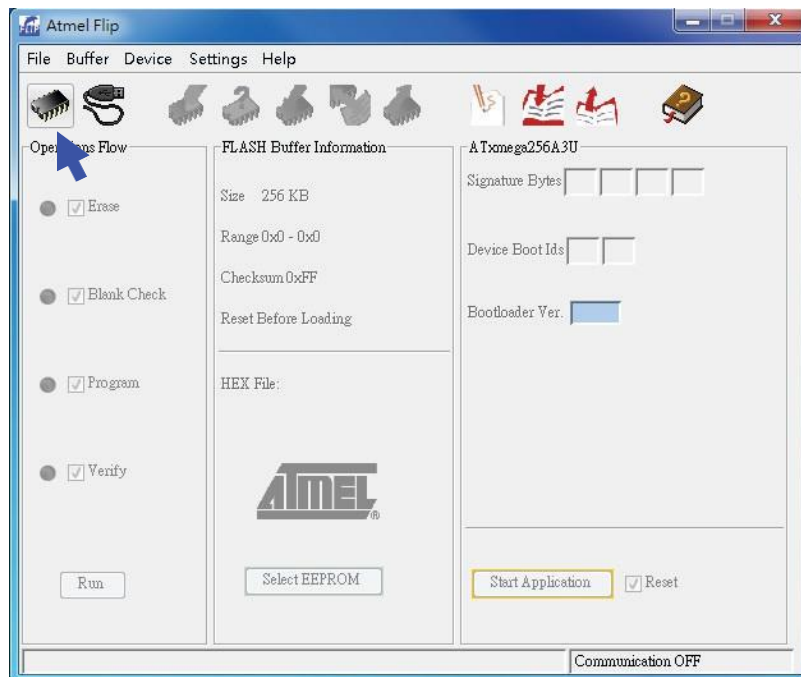 Atmel Flip
File Buffer Device Settings Help
Operations Flow
Erase
Blank Check
Program
Verify
Run
FLASH Buffer Information
Size 256 KB
Range 0x0 - 0x0
Checksum 0xFF
Reset Before Loading
HEX File:
ATMEL
®
Select EEPROM
ATxmega256A3U
Signature Bytes
Device Boot Ids
Bootloader Ver.
Start Application
Reset
Communication OFF